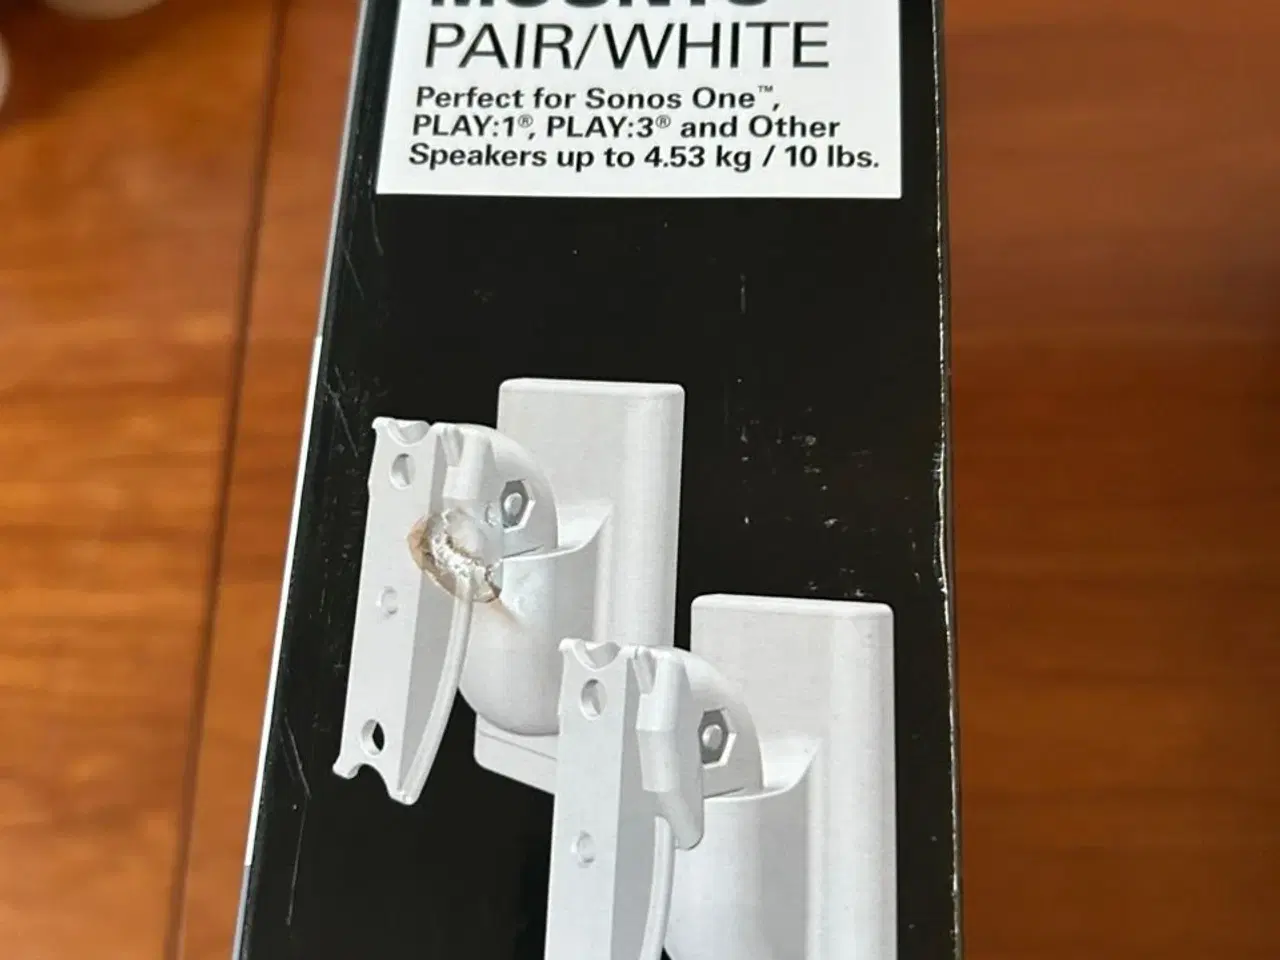 MOUNTS
PAIR/WHITE
Perfect for Sonos One™,
PLAY:1®, PLAY:3® and Other
Speakers up to 4.53 kg / 10 lbs.